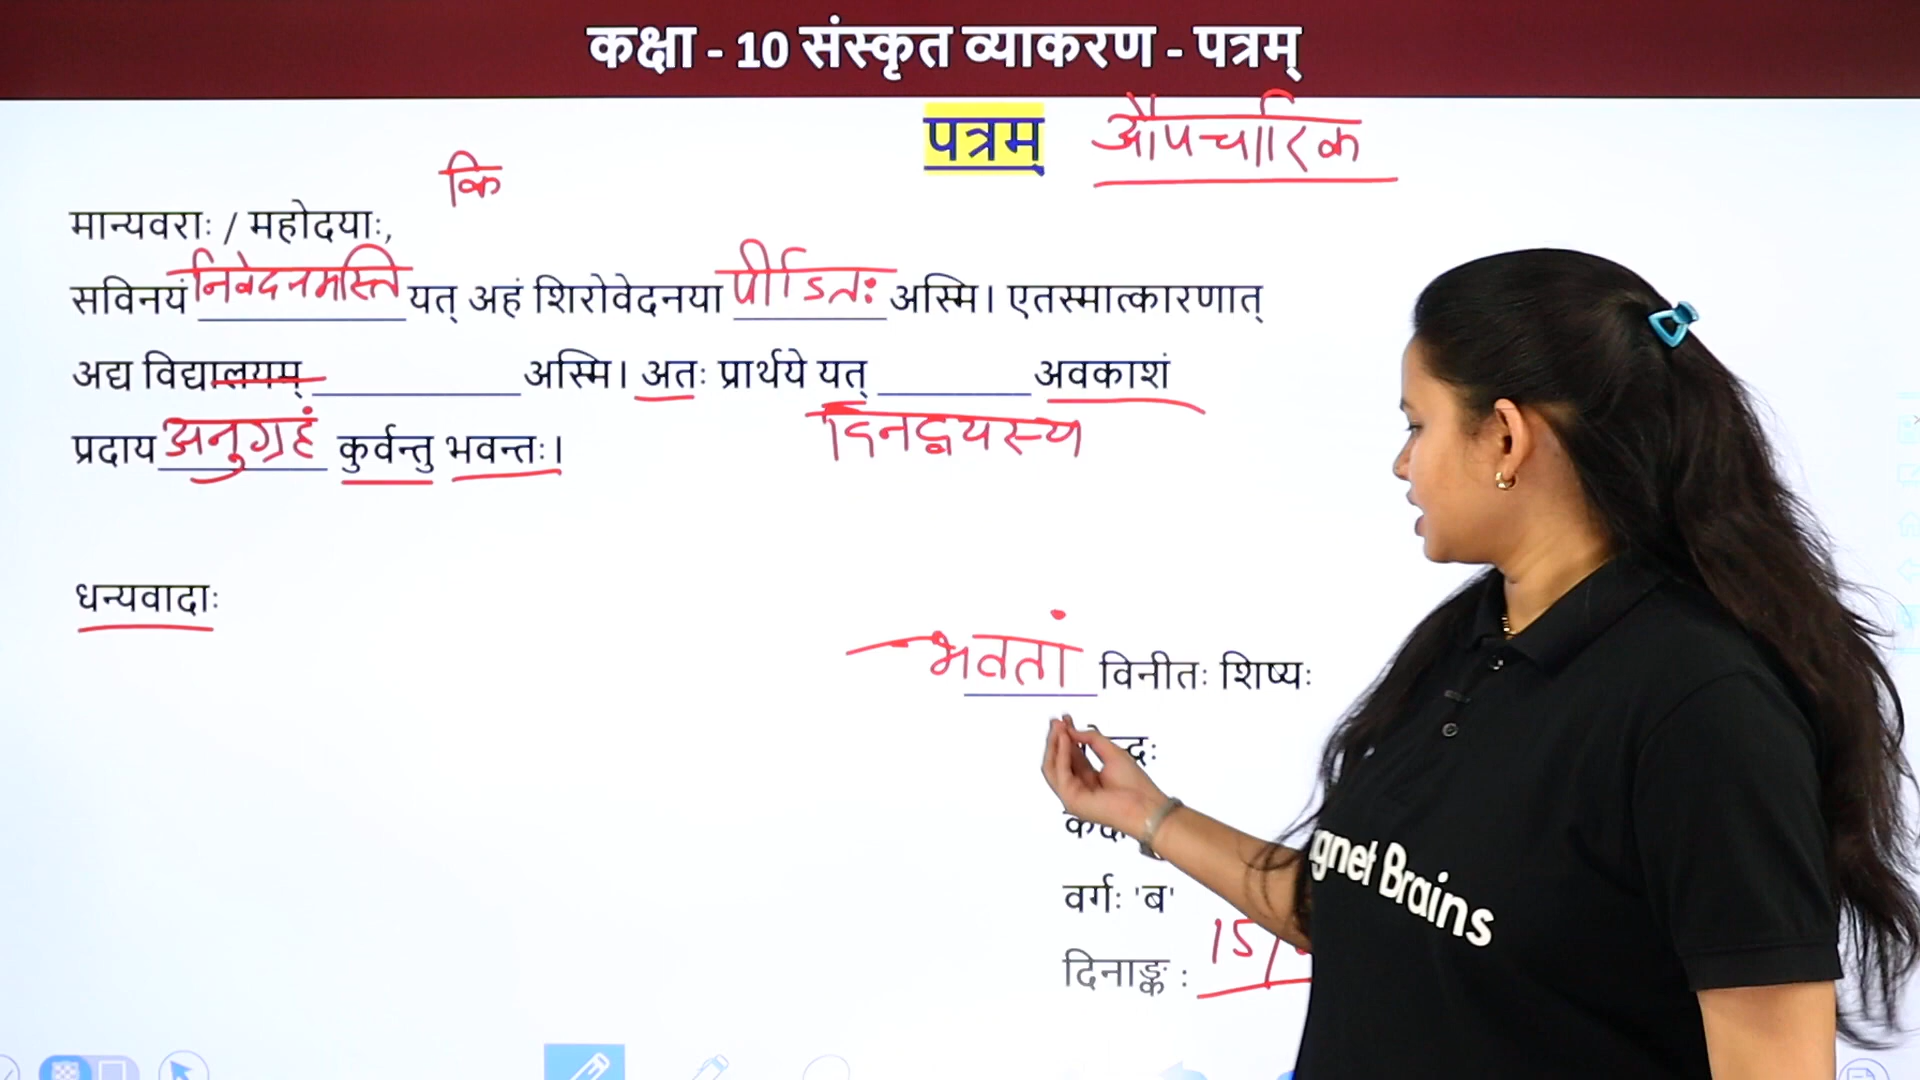 कक्षा - 10 संस्कृत व्याकरण - पत्रम्
पत्रम् औपचारिक
कि
मान्यवराः / महोदयाः,
सविनयं निवेदनमस्ति यत् अहं शिरोवेदनया पीडितः अस्मि। एतस्मात्कारणात्
अद्य विद्यालयम् ________ अस्मि। अतः प्रार्थये यत् ________ अवकाशं
दिनद्वयस्य
प्रदाय अनुग्रहं कुर्वन्तु भवन्तः।
धन्यवादाः
भवतां विनीतः शिष्यः
वर्गः 'ब'
दिनाङ्क : 15/
gnet Brains